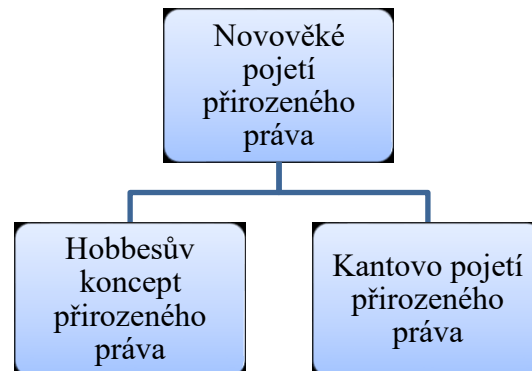 Novověké
pojetí
přirozeného
práva
Hobbesův
koncept
přirozeného
práva
Kantovo pojetí
přirozeného
práva